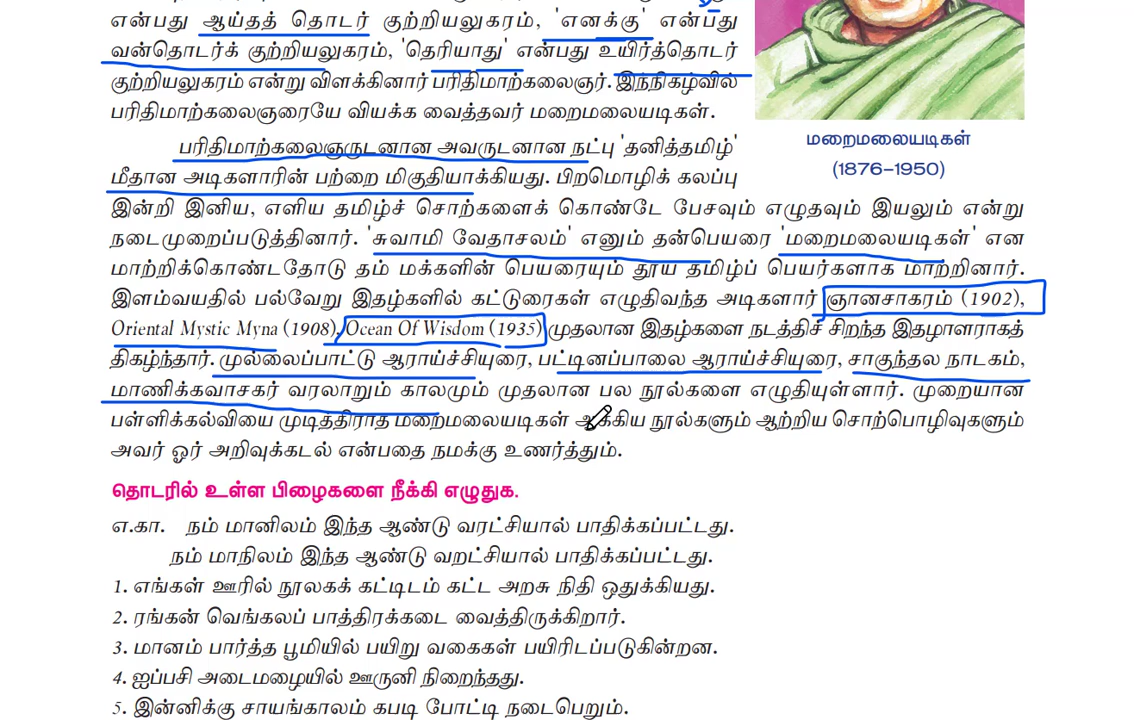 என்பது ஆய்தத் தொடர் குற்றியலுகரம், 'எனக்கு' என்பது
வன்தொடர்க் குற்றியலுகரம், 'தெரியாது' என்பது உயிர்த்தொடர்
குற்றியலுகரம் என்று விளக்கினார் பரிதிமாற்கலைஞர். இந்நிகழ்வில்
பரிதிமாற்கலைஞரையே வியக்க வைத்தவர் மறைமலையடிகள்.
மறைமலையடிகள்
(1876–1950)
பரிதிமாற்கலைஞருடனான அவருடனான நட்பு 'தனித்தமிழ்'
மீதான அடிகளாரின் பற்றை மிகுதியாக்கியது. பிறமொழிக் கலப்பு
இன்றி இனிய, எளிய தமிழ்ச் சொற்களைக் கொண்டே பேசவும் எழுதவும் இயலும் என்று
நடைமுறைப்படுத்தினார். 'சுவாமி வேதாசலம்' எனும் தன்பெயரை 'மறைமலையடிகள்' என
மாற்றிக்கொண்டதோடு தம் மக்களின் பெயரையும் தூய தமிழ்ப் பெயர்களாக மாற்றினார்.
இளம்வயதில் பல்வேறு இதழ்களில் கட்டுரைகள் எழுதிவந்த அடிகளார் ஞானசாகரம் (1902),
Oriental Mystic Myna (1908), Ocean Of Wisdom (1935) முதலான இதழ்களை நடத்திச் சிறந்த இதழாளராகத்
திகழ்ந்தார். முல்லைப்பாட்டு ஆராய்ச்சியுரை, பட்டினப்பாலை ஆராய்ச்சியுரை, சாகுந்தல நாடகம்,
மாணிக்கவாசகர் வரலாறும் காலமும் முதலான பல நூல்களை எழுதியுள்ளார். முறையான
பள்ளிக்கல்வியை முடித்திராத மறைமலையடிகள் ஆக்கிய நூல்களும் ஆற்றிய சொற்பொழிவுகளும்
அவர் ஓர் அறிவுக்கடல் என்பதை நமக்கு உணர்த்தும்.
தொடரில் உள்ள பிழைகளை நீக்கி எழுதுக.
எ.கா. நம் மானிலம் இந்த ஆண்டு வரட்சியால் பாதிக்கப்பட்டது.
நம் மாநிலம் இந்த ஆண்டு வறட்சியால் பாதிக்கப்பட்டது.
1. எங்கள் ஊரில் நூலகக் கட்டிடம் கட்ட அரசு நிதி ஒதுக்கியது.
2. ரங்கன் வெங்கலப் பாத்திரக்கடை வைத்திருக்கிறார்.
3. மானம் பார்த்த பூமியில் பயிறு வகைகள் பயிரிடப்படுகின்றன.
4. ஐப்பசி அடைமழையில் ஊருனி நிறைந்தது.
5. இன்னிக்கு சாயங்காலம் கபடி போட்டி நடைபெறும்.